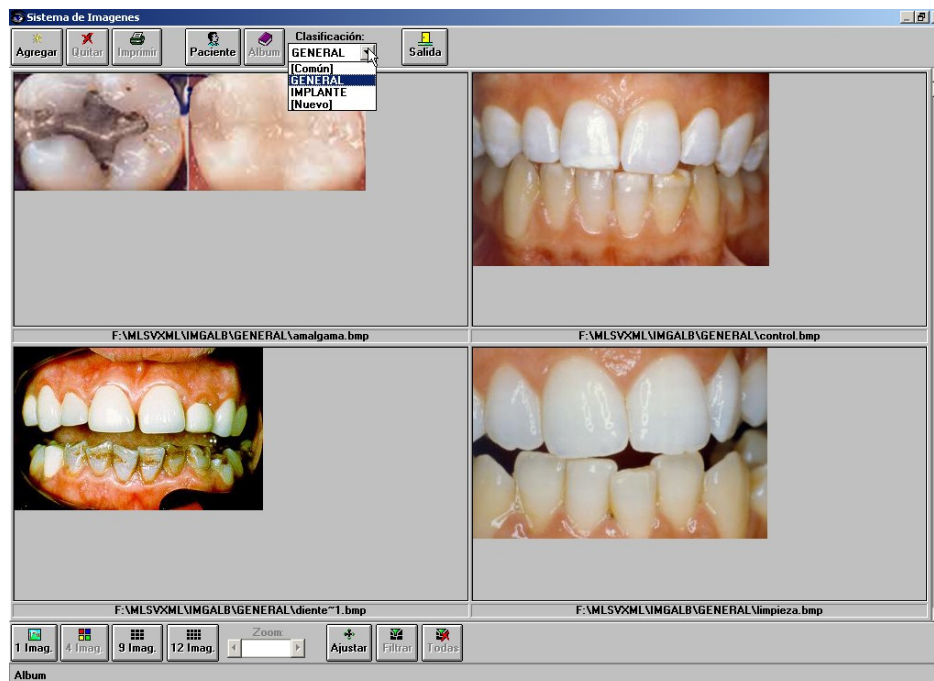 Sistema de Imagenes
Agregar Quitar Imprimir Paciente Album Clasificación: Salida
GENERAL
[Común]
GENERAL
IMPLANTE
[Nuevo]
F:\MLSVXML\IMGALB\GENERAL\amalgama.bmp
F:\MLSVXML\IMGALB\GENERAL\control.bmp
F:\MLSVXML\IMGALB\GENERAL\diente~1.bmp
F:\MLSVXML\IMGALB\GENERAL\limpieza.bmp
1 Imag. 4 Imag. 9 Imag. 12 Imag. Zoom: Ajustar Filtrar Todas
Album